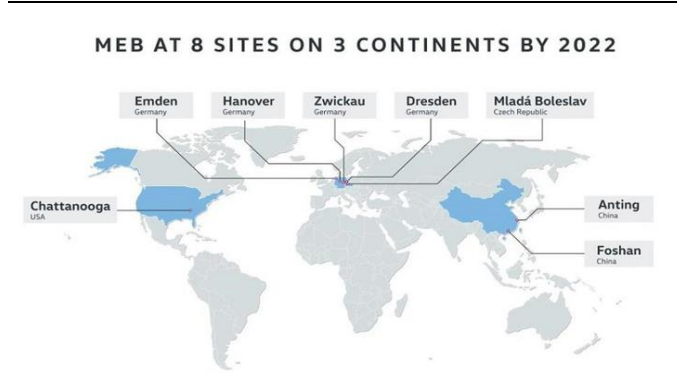 MEB AT 8 SITES ON 3 CONTINENTS BY 2022
Emden
Germany
Hanover
Germany
Zwickau
Germany
Dresden
Germany
Mladá Boleslav
Czech Republic
Chattanooga
USA
Anting
China
Foshan
China